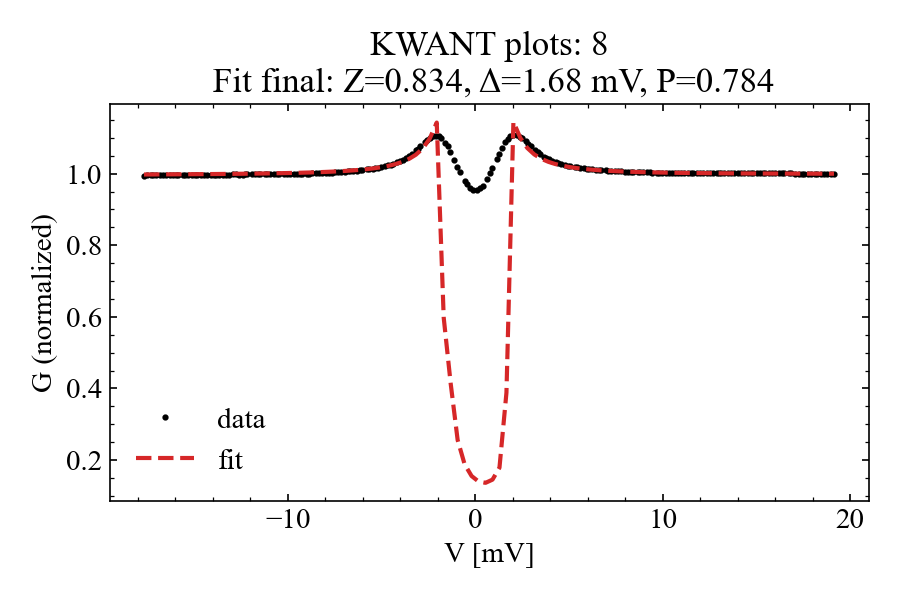 KWANT plots: 8
Fit final: Z=0.834, Δ=1.68 mV, P=0.784
G (normalized)
1.0
0.8
0.6
0.4
0.2
data
fit
−10
0
10
20
V [mV]